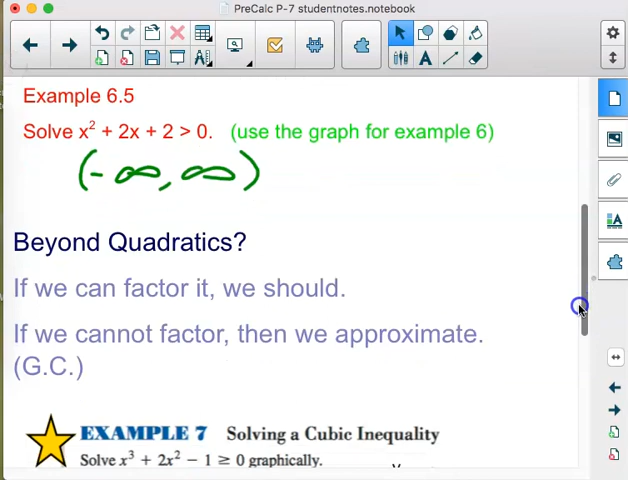 PreCalc P-7 studentnotes.notebook
Example 6.5
Solve x² + 2x + 2 > 0. (use the graph for example 6)
(-∞, ∞)
Beyond Quadratics?
If we can factor it, we should.
If we cannot factor, then we approximate.
(G.C.)
EXAMPLE 7 Solving a Cubic Inequality
Solve x³ + 2x² − 1 ≥ 0 graphically.